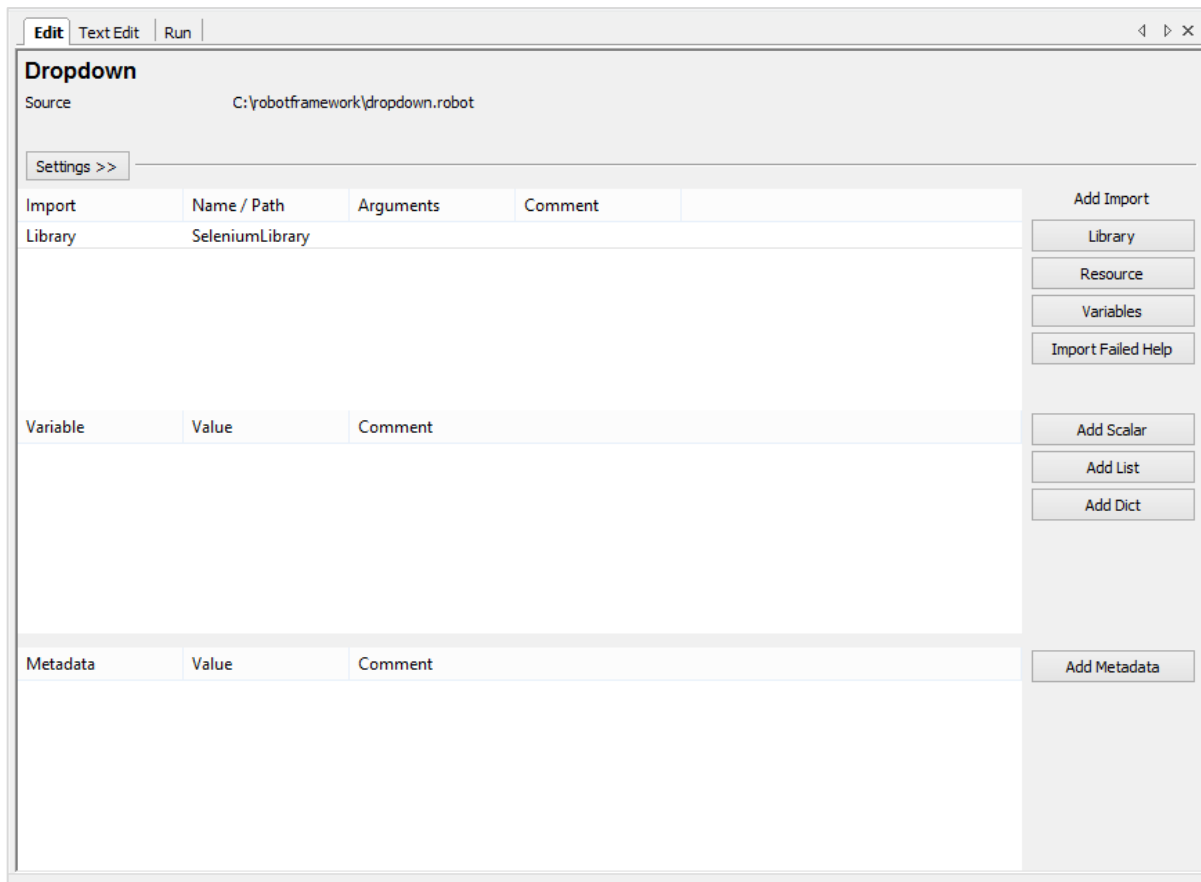 Edit Text Edit Run
Dropdown
Source C:\robotframework\dropdown.robot
Settings >>
Import Name / Path Arguments Comment Add Import
Library SeleniumLibrary Library
Resource
Variables
Import Failed Help
Variable Value Comment Add Scalar
Add List
Add Dict
Metadata Value Comment Add Metadata